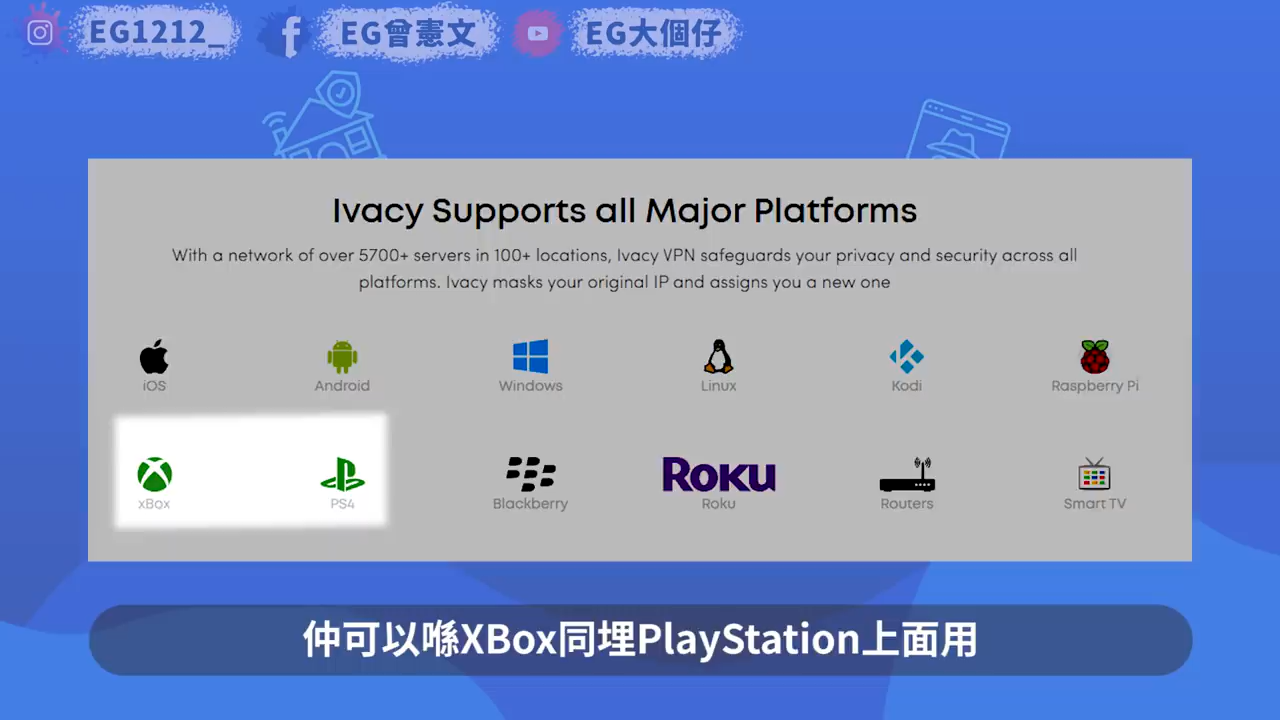 EG1212_
EG曾憲文
EG大個仔
Ivacy Supports all Major Platforms
With a network of over 5700+ servers in 100+ locations, Ivacy VPN safeguards your privacy and security across all
platforms. Ivacy masks your original IP and assigns you a new one
iOS
Android
Windows
Linux
Kodi
Raspberry Pi
xBox
PS4
Blackberry
ROKU
Roku
Routers
Smart TV
仲可以喺XBox同埋PlayStation上面用